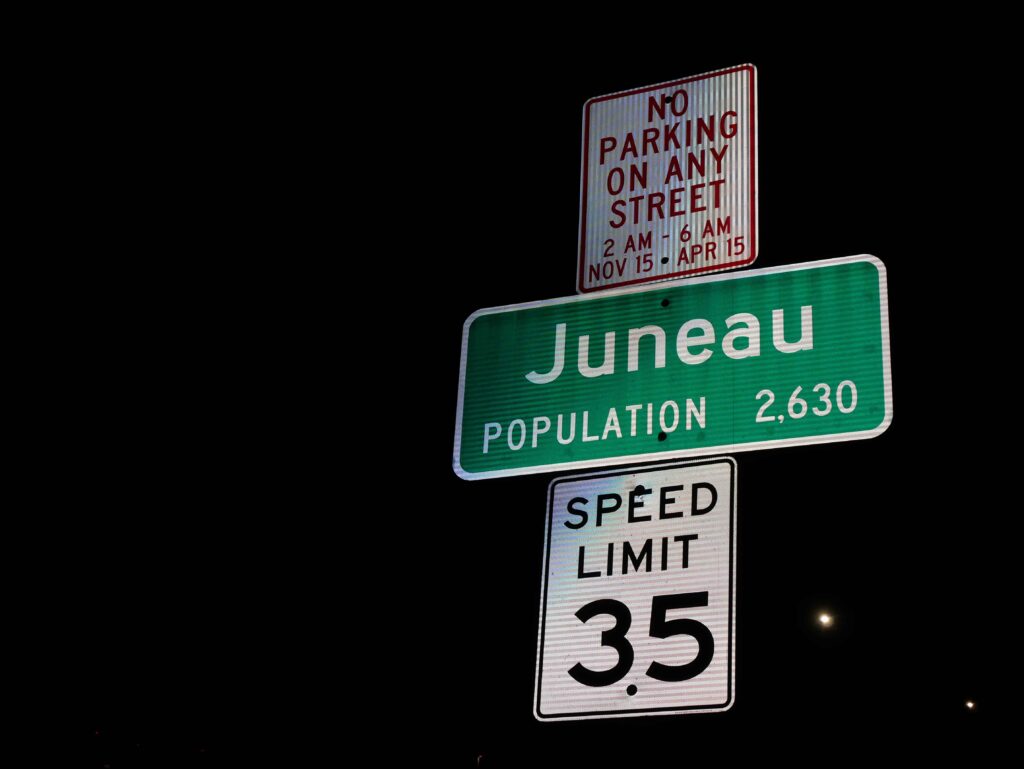 NO
PARKING
ON ANY
STREET
2 AM - 6 AM
NOV 15 - APR 15
Juneau
POPULATION 2,630
SPEED
LIMIT
35